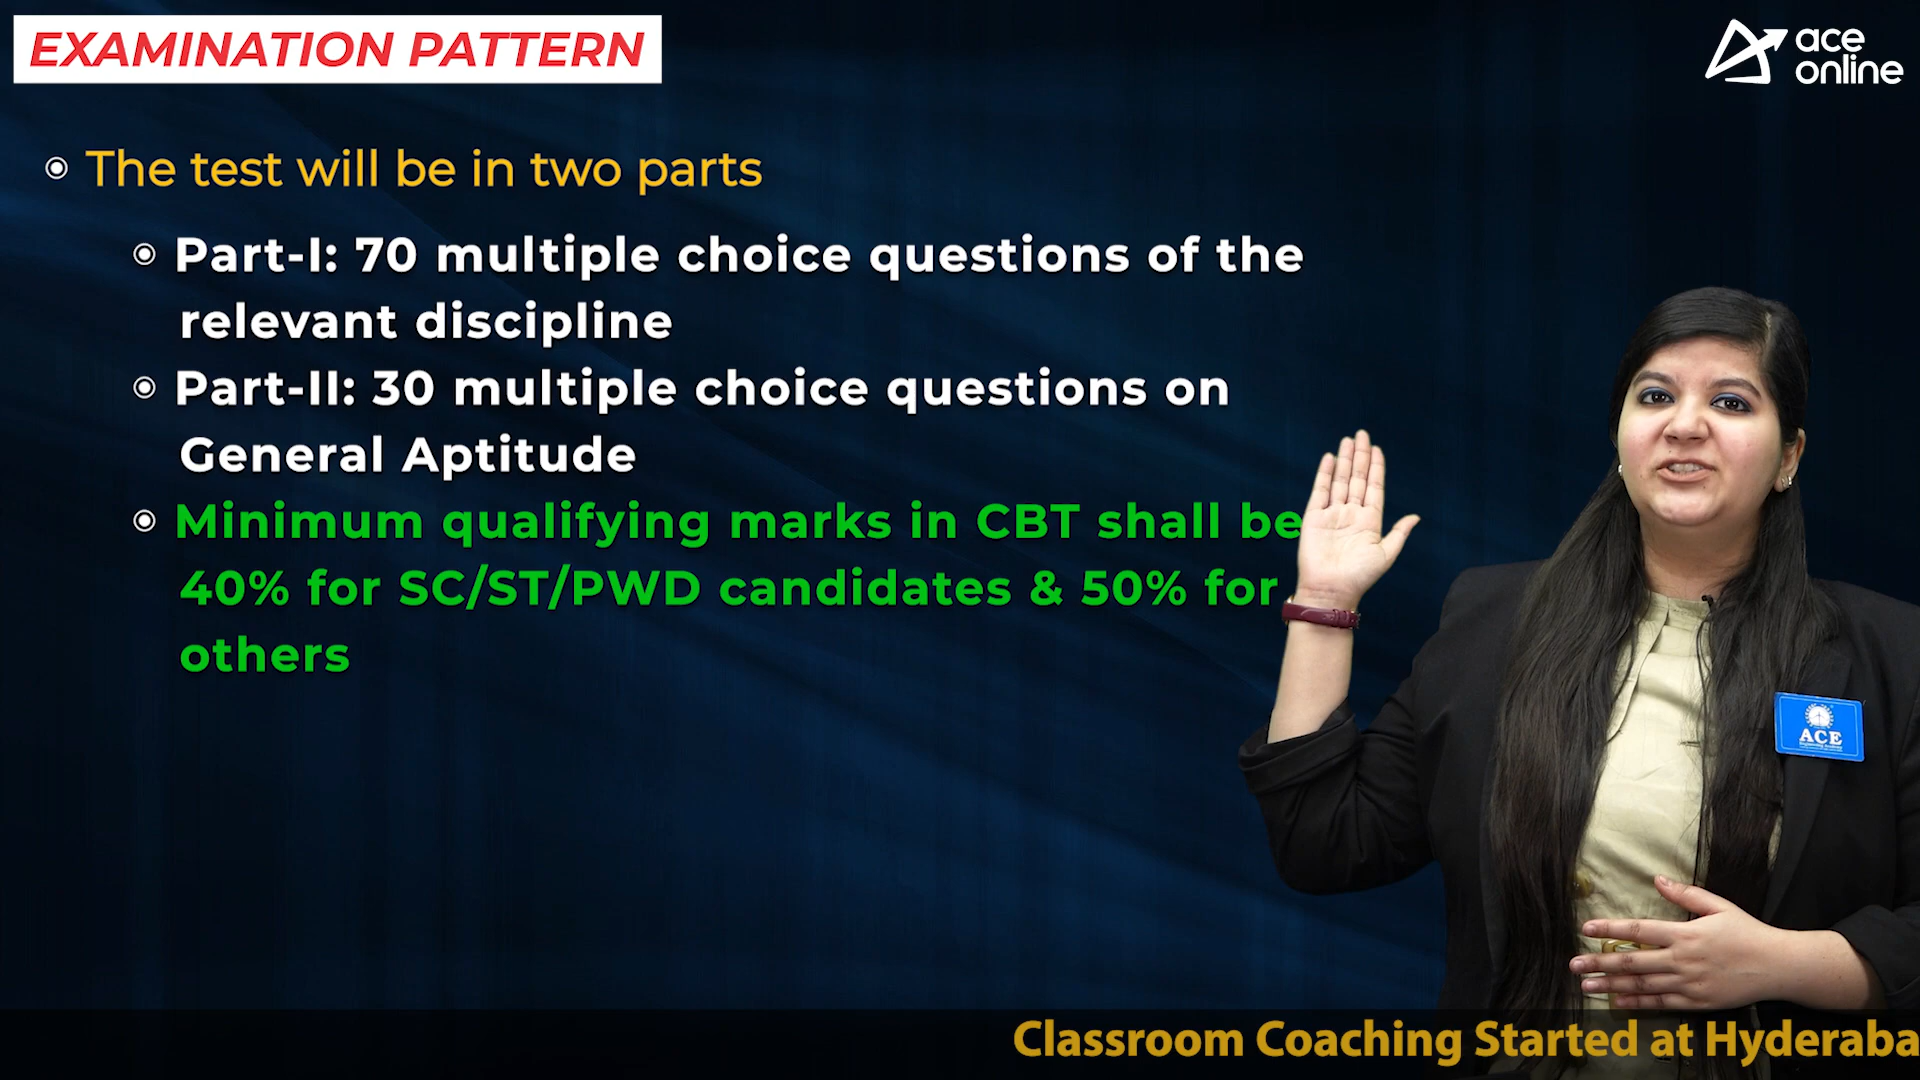 EXAMINATION PATTERN
ace
online
The test will be in two parts
Part-I: 70 multiple choice questions of the
relevant discipline
Part-II: 30 multiple choice questions on
General Aptitude
Minimum qualifying marks in CBT shall be
40% for SC/ST/PWD candidates & 50% for
others
ACE
Classroom Coaching Started at Hyderaba